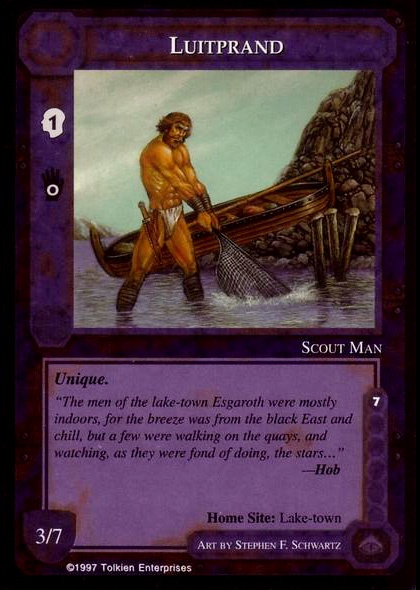 LUITPRAND
1
0
SCOUT MAN
Unique.
7
“The men of the lake-town Esgaroth were mostly
indoors, for the breeze was from the black East and
chill, but a few were walking on the quays, and
watching, as they were fond of doing, the stars...”
—Hob
Home Site: Lake-town
3/7
ART BY STEPHEN F. SCHWARTZ
©1997 Tolkien Enterprises